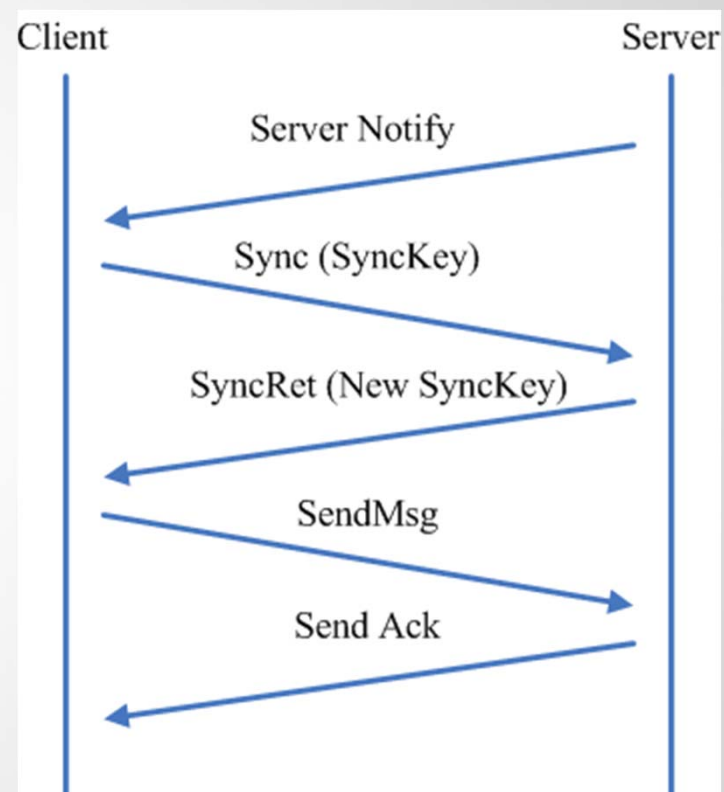 Client
Server
Server Notify
Sync (SyncKey)
SyncRet (New SyncKey)
SendMsg
Send Ack